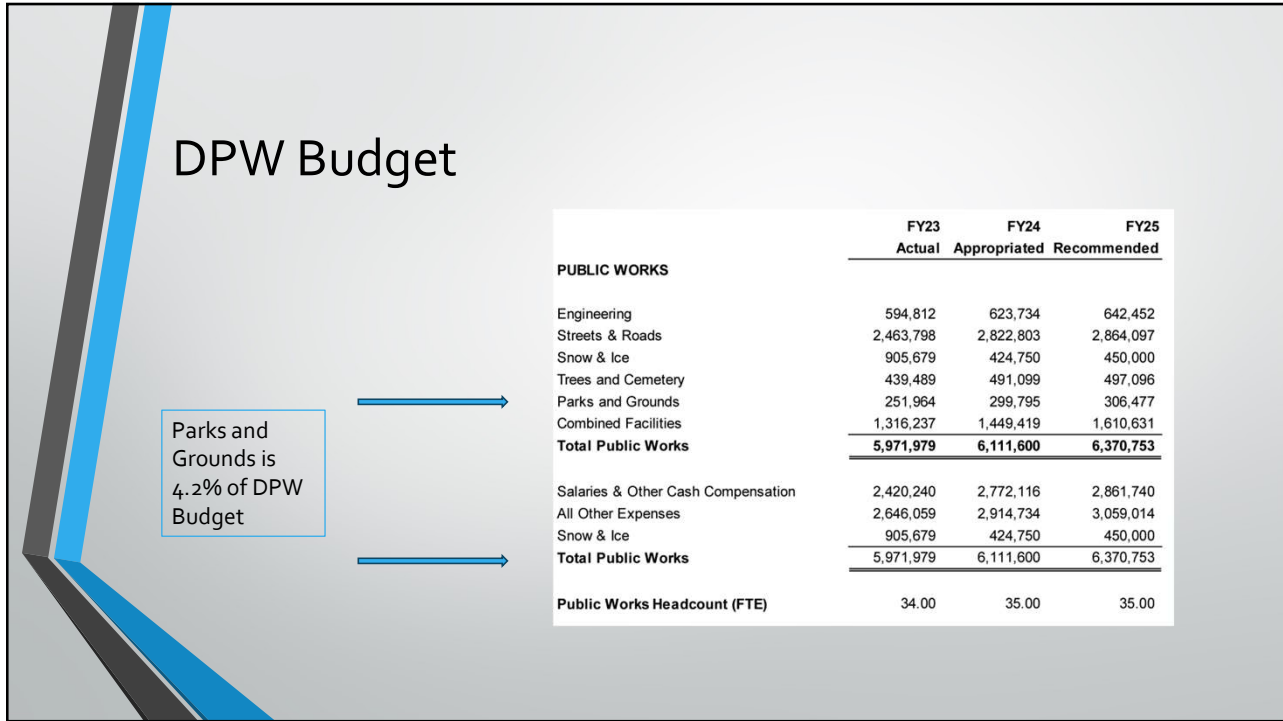 DPW Budget
Parks and
Grounds is
4.2% of DPW
Budget
FY23 FY24 FY25
Actual Appropriated Recommended
PUBLIC WORKS
Engineering 594,812 623,734 642,452
Streets & Roads 2,463,798 2,822,803 2,864,097
Snow & Ice 905,679 424,750 450,000
Trees and Cemetery 439,489 491,099 497,096
Parks and Grounds 251,964 299,795 306,477
Combined Facilities 1,316,237 1,449,419 1,610,631
Total Public Works 5,971,979 6,111,600 6,370,753
Salaries & Other Cash Compensation 2,420,240 2,772,116 2,861,740
All Other Expenses 2,646,059 2,914,734 3,059,014
Snow & Ice 905,679 424,750 450,000
Total Public Works 5,971,979 6,111,600 6,370,753
Public Works Headcount (FTE) 34.00 35.00 35.00